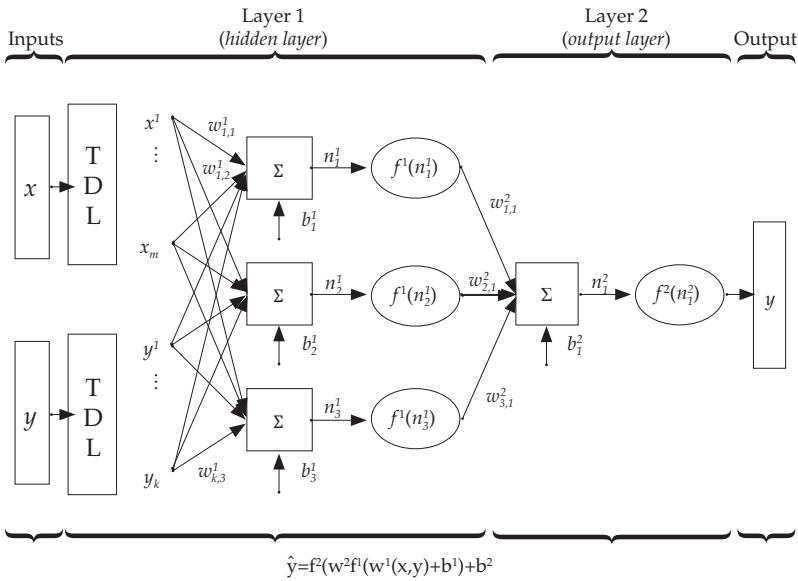 Layer 1
Layer 2
Inputs
(hidden layer)
(output layer)
Output
x
T
D
L
x¹
...
x_m
w¹₁,₁
w¹₁,₂
Σ
n¹₁
f¹(n¹₁)
b¹₁
w²₁,₁
y
T
D
L
y¹
...
y_k
Σ
n¹₂
f¹(n¹₂)
b¹₂
w²₂,₁
Σ
n²₁
f²(n²₁)
b²₁
y
w¹_k,₃
Σ
n¹₃
f¹(n¹₃)
b¹₃
w²₃,₁
ŷ=f²(w²f¹(w¹(x,y)+b¹)+b²